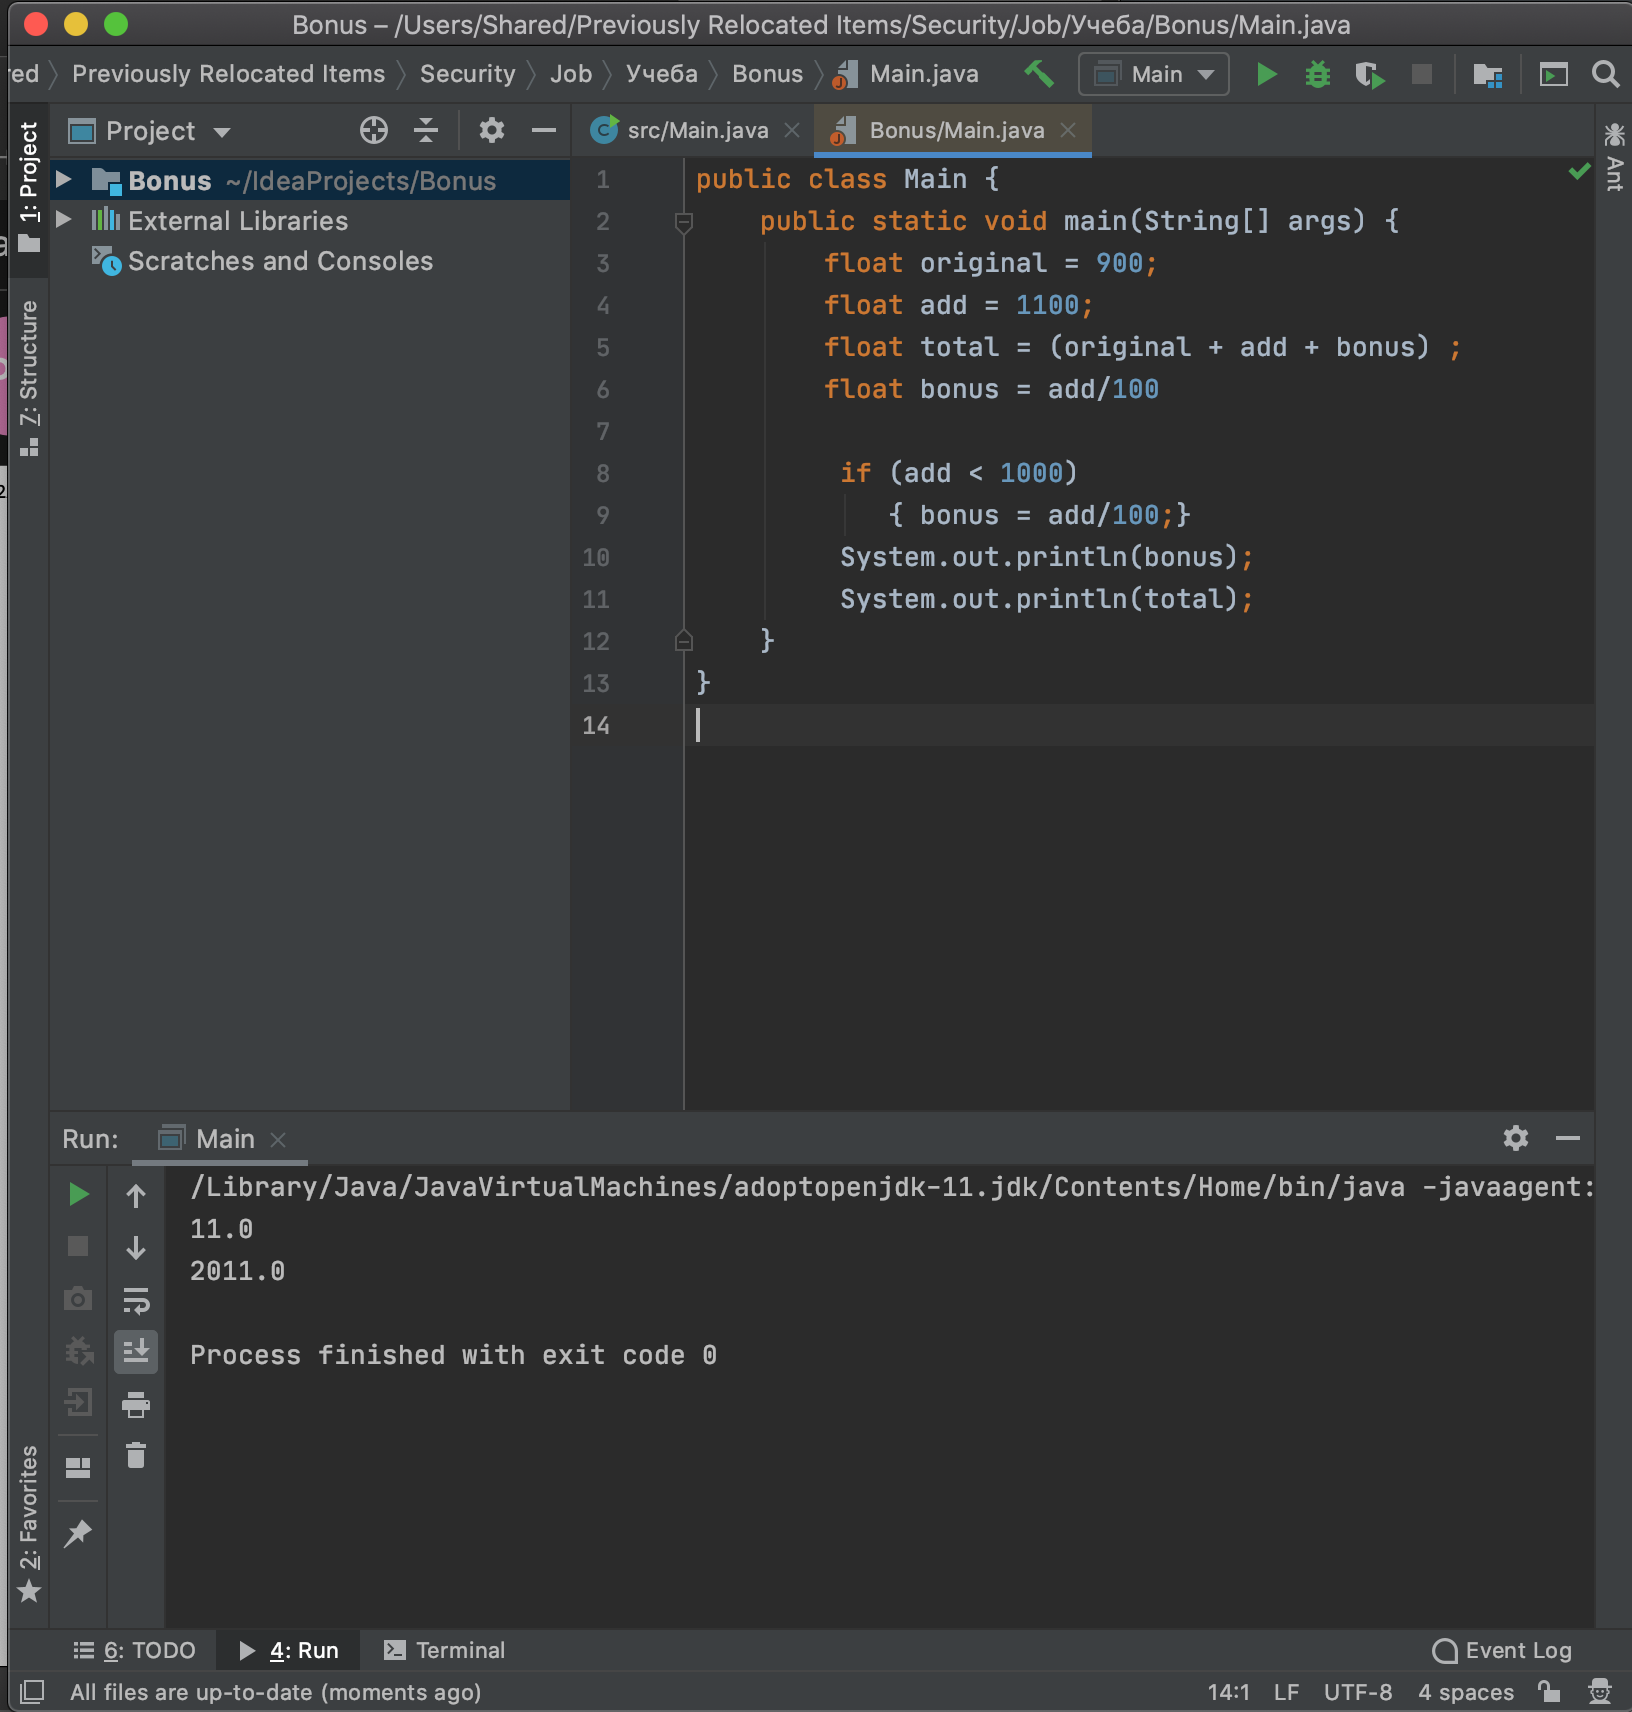 Bonus – /Users/Shared/Previously Relocated Items/Security/Job/Учеба/Bonus/Main.java
red Previously Relocated Items Security Job Учеба Bonus Main.java Main
1: Project
Project
src/Main.java
Bonus/Main.java
Ant
Bonus ~/IdeaProjects/Bonus
External Libraries
Scratches and Consoles
7: Structure
1 public class Main {
2 public static void main(String[] args) {
3 float original = 900;
4 float add = 1100;
5 float total = (original + add + bonus) ;
6 float bonus = add/100
7
8 if (add < 1000)
9 { bonus = add/100;}
10 System.out.println(bonus);
11 System.out.println(total);
12 }
13 }
14
Run: Main
/Library/Java/JavaVirtualMachines/adoptopenjdk-11.jdk/Contents/Home/bin/java -javaagent:
11.0
2011.0
Process finished with exit code 0
2: Favorites
6: TODO 4: Run Terminal Event Log
All files are up-to-date (moments ago) 14:1 LF UTF-8 4 spaces